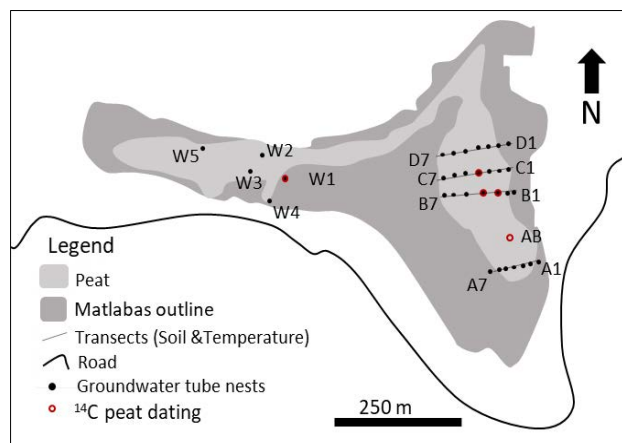 N
D1
D7
C1
C7
B1
B7
AB
A1
A7
W5
W2
W3
W1
W4
Legend
Peat
Matlabas outline
Transects (Soil &Temperature)
Road
Groundwater tube nests
¹⁴C peat dating
250 m